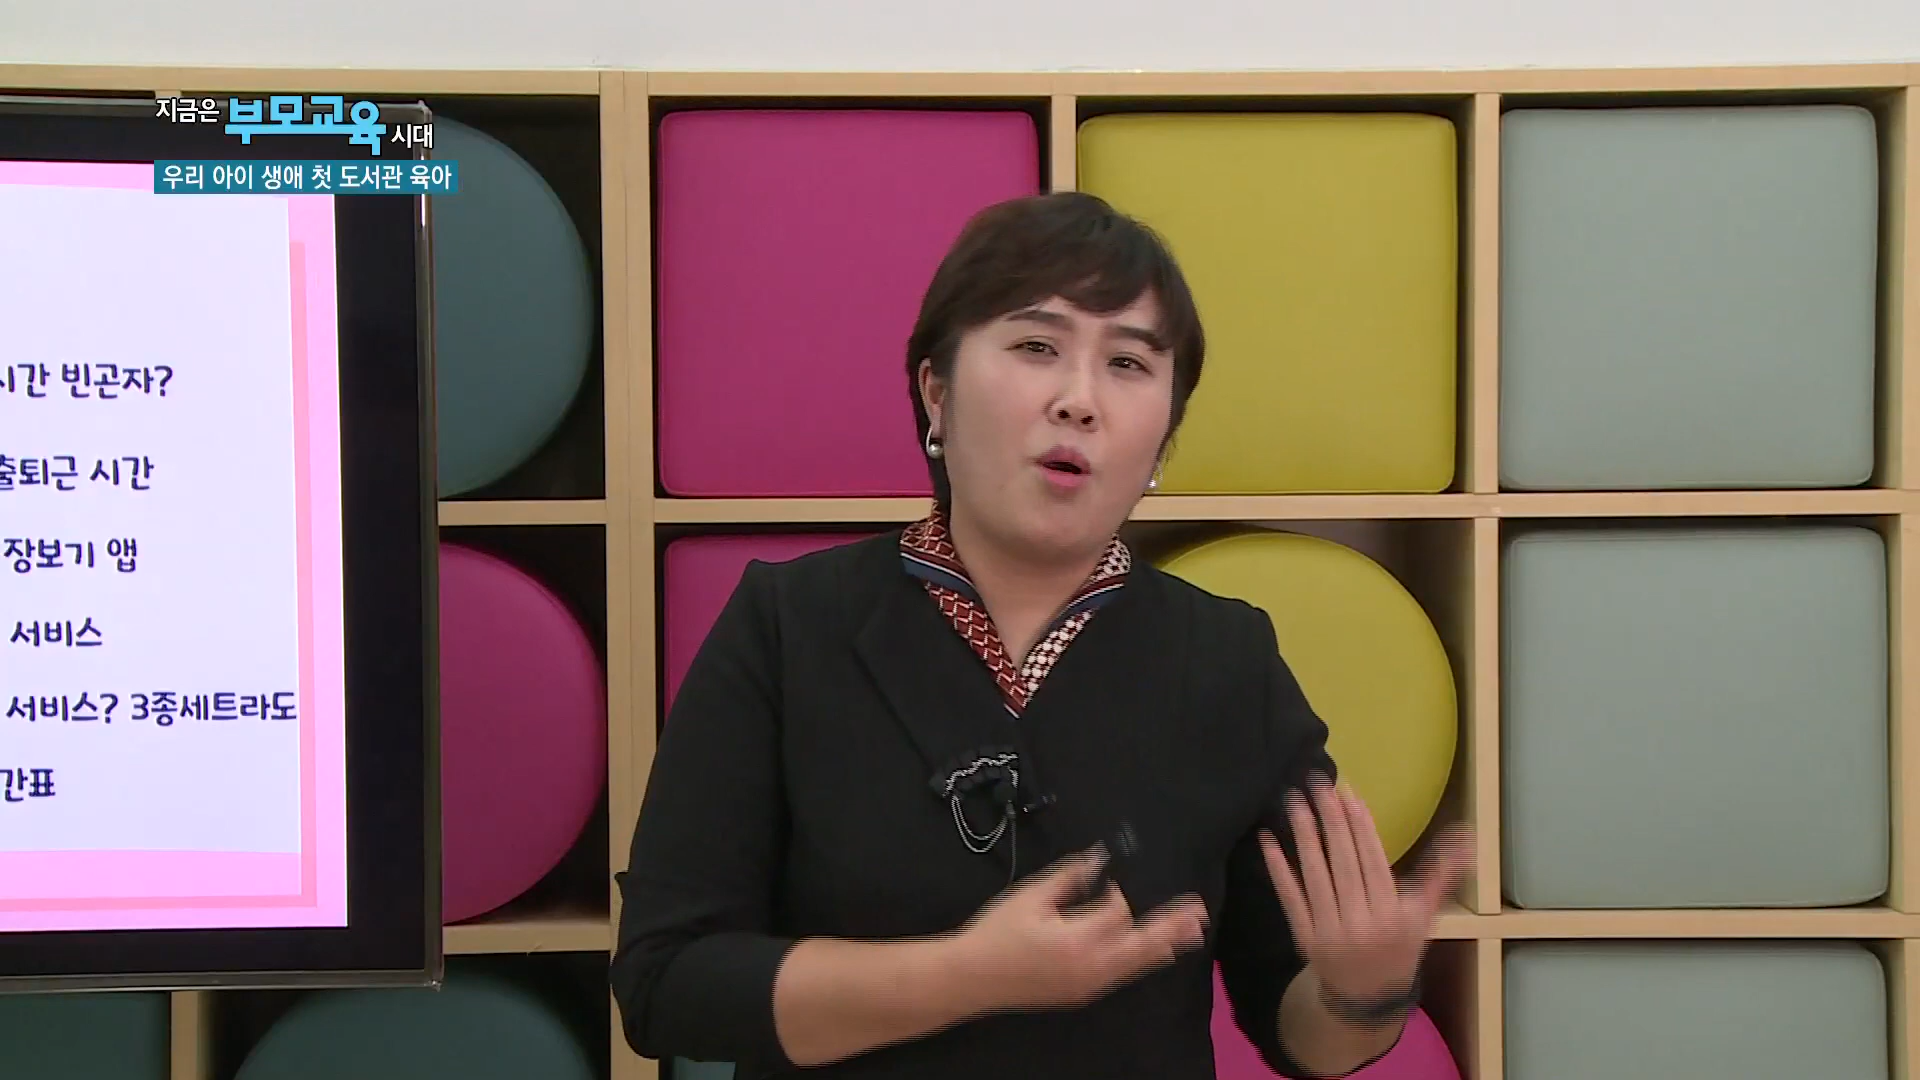 지금은 부모교육 시대
우리 아이 생애 첫 도서관 육아
시간 빈곤자?
출퇴근 시간
장보기 앱
서비스
서비스? 3종세트라도
간표